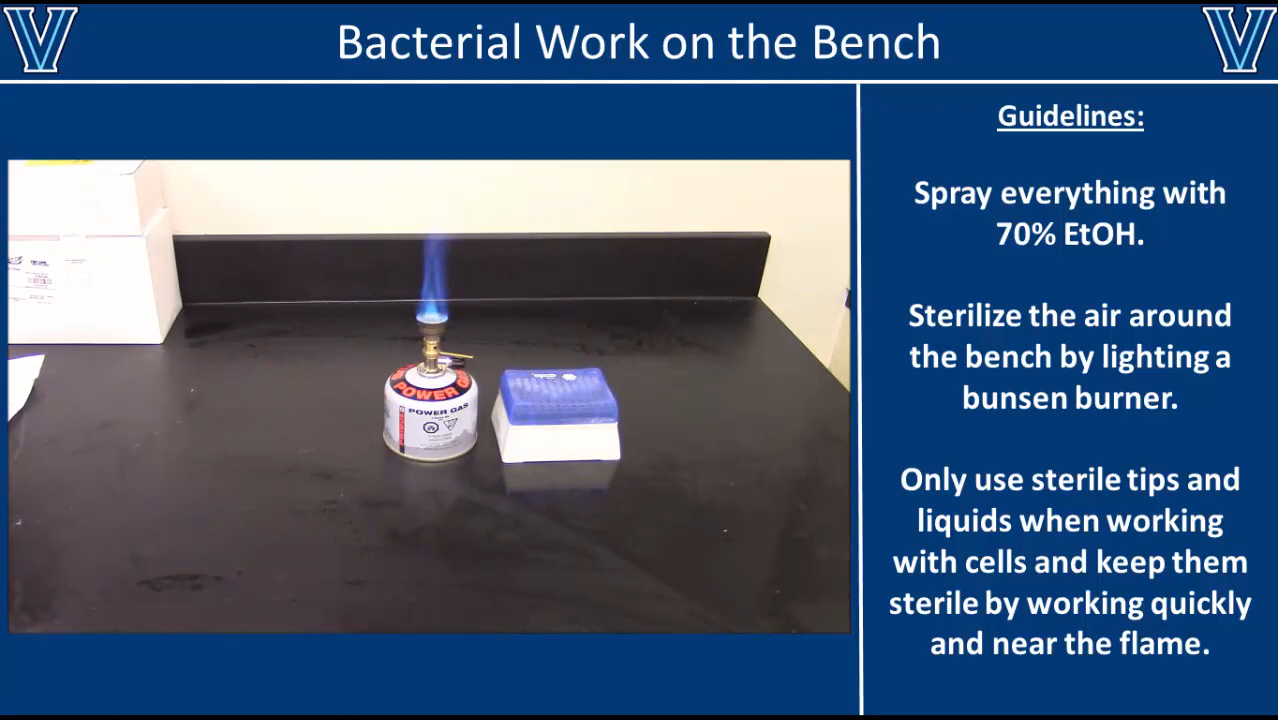 Bacterial Work on the Bench
Guidelines:
Spray everything with
70% EtOH.
Sterilize the air around
the bench by lighting a
bunsen burner.
Only use sterile tips and
liquids when working
with cells and keep them
sterile by working quickly
and near the flame.
POWER GAS